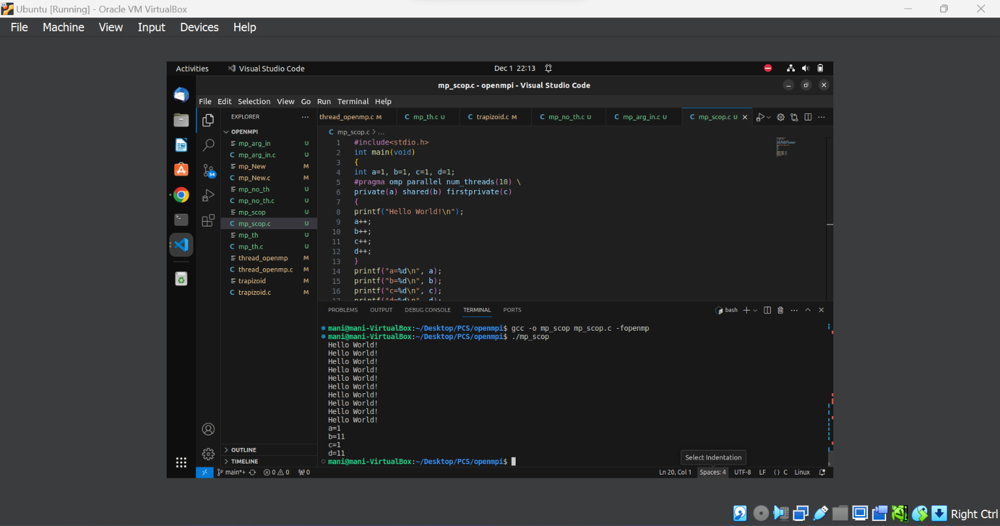 Ubuntu [Running] - Oracle VM VirtualBox
File Machine View Input Devices Help
Activities Visual Studio Code Dec 1 22:13
mp_scop.c - openmpi - Visual Studio Code
File Edit Selection View Go Run Terminal Help
EXPLORER ··· thread_openmp.c M C mp_th.c U C trapizoid.c M C mp_no_th.c U C mp_arg_in.c U C mp_scop.c U
OPENMPI
mp_arg_in U
C mp_arg_in.c U
mp_New M
C mp_New.c M
mp_no_th U
C mp_no_th.c U
mp_scop U
C mp_scop.c U
mp_th U
C mp_th.c U
thread_openmp M
C thread_openmp.c M
trapizoid M
C trapizoid.c M
54
OUTLINE
TIMELINE
C mp_scop.c > ...
1 #include<stdio.h>
2 int main(void)
3 {
4 int a=1, b=1, c=1, d=1;
5 #pragma omp parallel num_threads(10) \
6 private(a) shared(b) firstprivate(c)
7 {
8 printf("Hello World!\n");
9 a++;
10 b++;
11 c++;
12 d++;
13 }
14 printf("a=%d\n", a);
15 printf("b=%d\n", b);
16 printf("c=%d\n", c);
17 printf("d=%d\n", d);
PROBLEMS OUTPUT DEBUG CONSOLE TERMINAL PORTS bash
mani@mani-VirtualBox:~/Desktop/PCS/openmpi$ gcc -o mp_scop mp_scop.c -fopenmp
mani@mani-VirtualBox:~/Desktop/PCS/openmpi$ ./mp_scop
Hello World!
Hello World!
Hello World!
Hello World!
Hello World!
Hello World!
Hello World!
Hello World!
Hello World!
Hello World!
a=1
b=11
c=1
d=11
mani@mani-VirtualBox:~/Desktop/PCS/openmpi$
Select Indentation
main*+ 0 0 0 Ln 20, Col 1 Spaces: 4 UTF-8 LF {} C Linux
Right Ctrl